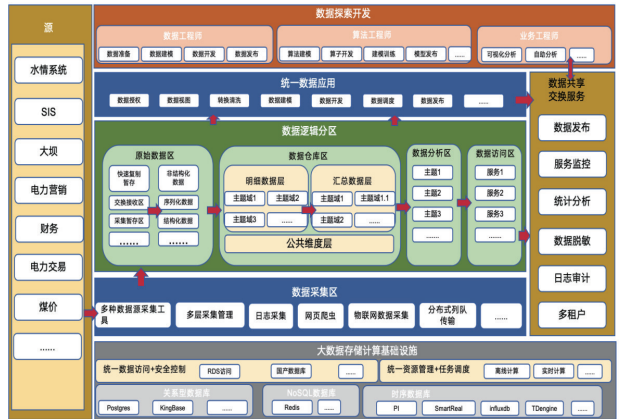 源
水情系统
SIS
大坝
电力营销
财务
电力交易
煤价
......
数据探索开发
数据工程师
数据准备
数据建模
数据开发
数据发布
算法工程师
算法建模
算子开发
建模训练
模型发布
......
业务工程师
可视化分析
自助分析
......
统一数据应用
数据授权
数据视图
转换清洗
数据建模
数据开发
数据调度
数据发布
......
数据逻辑分区
原始数据区
快速复制
暂存
非结构化
数据
交换接收区
序列化数据
采集暂存区
结构化数据
......
......
数据仓库区
明细数据层
主题域1
主题域2
主题域3
......
汇总数据层
主题域1
主题域1.1
主题域2
......
公共维度层
数据分析区
主题1
主题2
主题3
......
数据访问区
服务1
服务2
服务3
......
数据采集区
多种数据源采集工
具
多层采集管理
日志采集
网页爬虫
物联网数据采集
分布式列队
传输
......
数据共享
交换服务
数据发布
服务监控
统计分析
数据脱敏
日志审计
多租户
大数据存储计算基础设施
统一数据访问+安全控制
RDS访问
国产数据库
......
统一资源管理+任务调度
离线计算
实时计算
......
关系型数据库
Postgres
KingBase
......
NoSQL数据库
Redis
......
时序数据库
PI
SmartReal
influxdb
TDengine
......